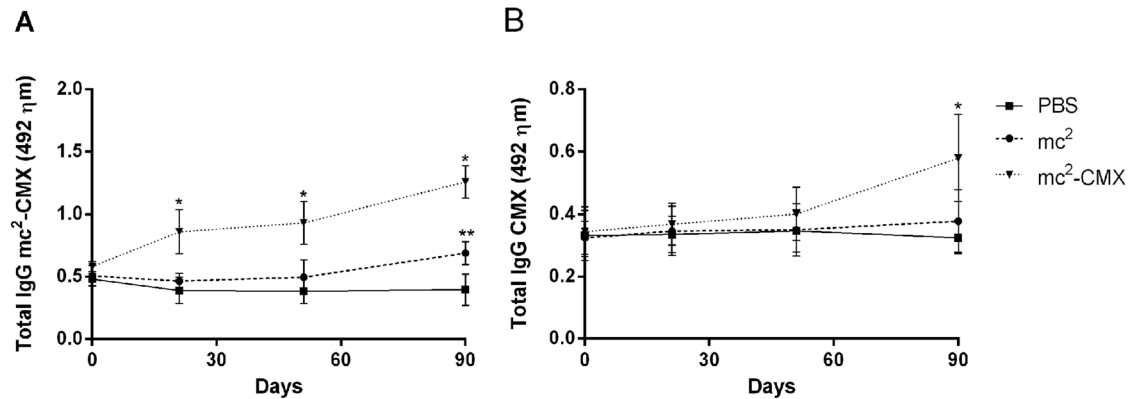 A
B
Total IgG mc²-CMX (492 ηm)
2.0
1.5
1.0
0.5
0.0
*
*
*
**
0
30
60
90
Days
Total IgG CMX (492 ηm)
0.8
0.6
0.4
0.2
0.0
*
0
30
60
90
Days
PBS
mc²
mc²-CMX